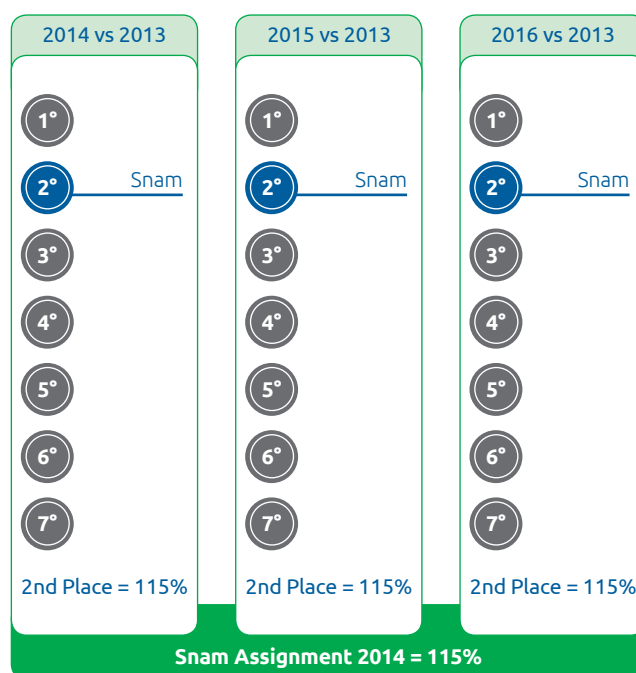 2014 vs 2013
1°
2° Snam
3°
4°
5°
6°
7°
2nd Place = 115%
2015 vs 2013
1°
2° Snam
3°
4°
5°
6°
7°
2nd Place = 115%
2016 vs 2013
1°
2° Snam
3°
4°
5°
6°
7°
2nd Place = 115%
Snam Assignment 2014 = 115%